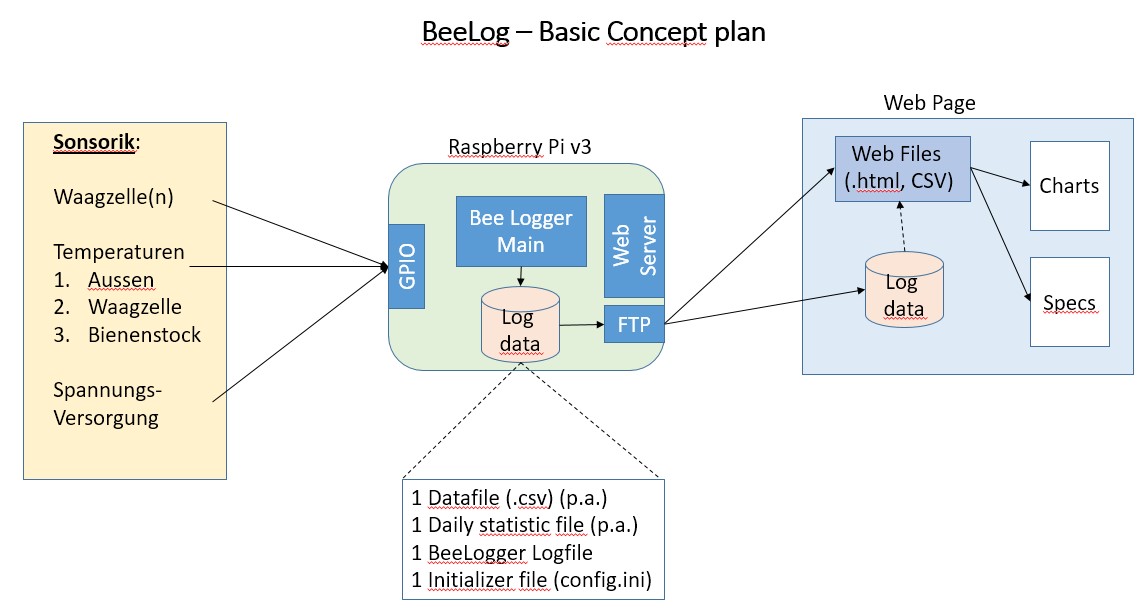 BeeLog – Basic Concept plan
Sonsorik:
Waagzelle(n)
Temperaturen
1. Aussen
2. Waagzelle
3. Bienenstock
Spannungs-
Versorgung
Raspberry Pi v3
GPIO
Bee Logger
Main
Web
Server
Log
data
FTP
1 Datafile (.csv) (p.a.)
1 Daily statistic file (p.a.)
1 BeeLogger Logfile
1 Initializer file (config.ini)
Web Page
Web Files
(.html, CSV)
Log
data
Charts
Specs